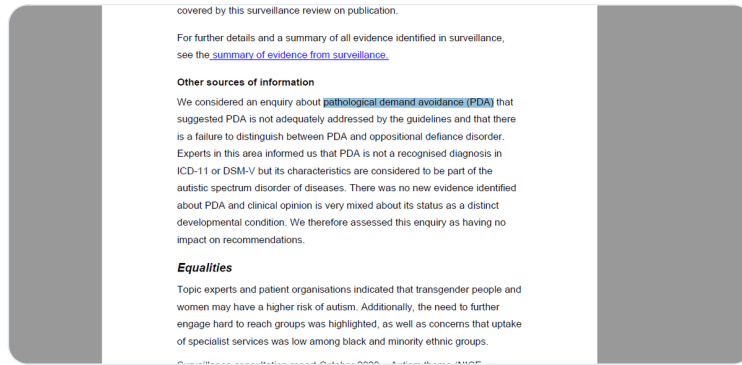 covered by this surveillance review on publication.
For further details and a summary of all evidence identified in surveillance,
see the summary of evidence from surveillance.
Other sources of information
We considered an enquiry about pathological demand avoidance (PDA) that
suggested PDA is not adequately addressed by the guidelines and that there
is a failure to distinguish between PDA and oppositional defiance disorder.
Experts in this area informed us that PDA is not a recognised diagnosis in
ICD-11 or DSM-V but its characteristics are considered to be part of the
autistic spectrum disorder of diseases. There was no new evidence identified
about PDA and clinical opinion is very mixed about its status as a distinct
developmental condition. We therefore assessed this enquiry as having no
impact on recommendations.
Equalities
Topic experts and patient organisations indicated that transgender people and
women may have a higher risk of autism. Additionally, the need to further
engage hard to reach groups was highlighted, as well as concerns that uptake
of specialist services was low among black and minority ethnic groups.
Surveillance consultation report October 2020 – Autism theme (NICE